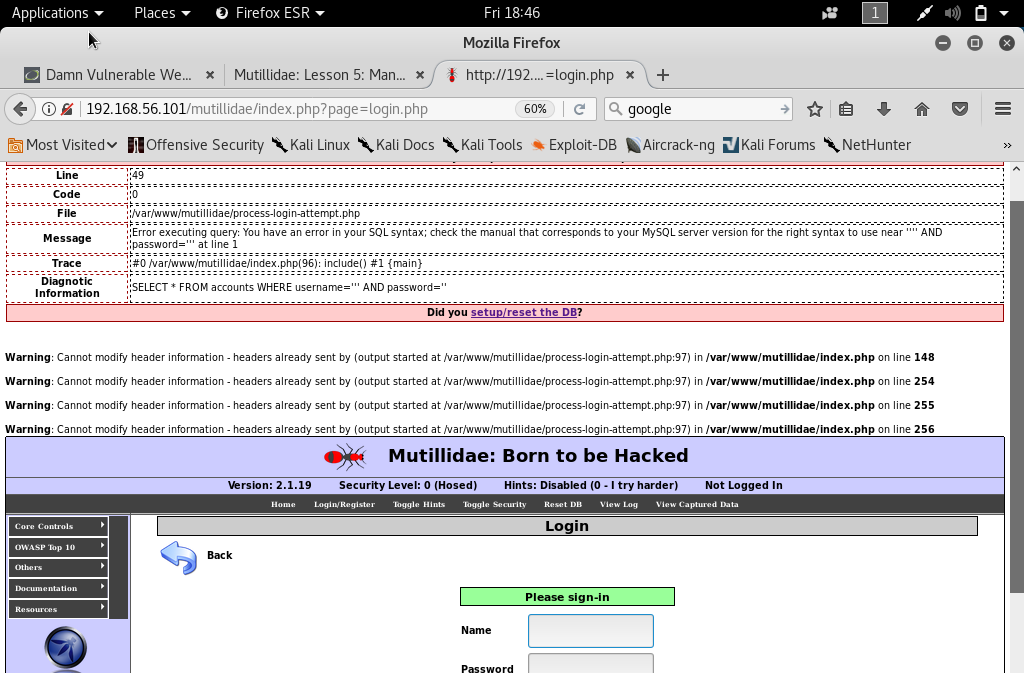 Applications Places Firefox ESR Fri 18:46 1
Mozilla Firefox
Damn Vulnerable We... × Mutillidae: Lesson 5: Man... × http://192....=login.php ×
192.168.56.101/mutillidae/index.php?page=login.php 60% google
Most Visited Offensive Security Kali Linux Kali Docs Kali Tools Exploit-DB Aircrack-ng Kali Forums NetHunter »
Line 49
Code 0
File /var/www/mutillidae/process-login-attempt.php
Message Error executing query: You have an error in your SQL syntax; check the manual that corresponds to your MySQL server version for the right syntax to use near '''' AND
password=''' at line 1
Trace #0 /var/www/mutillidae/index.php(96): include() #1 {main}
Diagnostic Information SELECT * FROM accounts WHERE username=''' AND password=''
Did you setup/reset the DB?
Warning: Cannot modify header information - headers already sent by (output started at /var/www/mutillidae/process-login-attempt.php:97) in /var/www/mutillidae/index.php on line 148
Warning: Cannot modify header information - headers already sent by (output started at /var/www/mutillidae/process-login-attempt.php:97) in /var/www/mutillidae/index.php on line 254
Warning: Cannot modify header information - headers already sent by (output started at /var/www/mutillidae/process-login-attempt.php:97) in /var/www/mutillidae/index.php on line 255
Warning: Cannot modify header information - headers already sent by (output started at /var/www/mutillidae/process-login-attempt.php:97) in /var/www/mutillidae/index.php on line 256
Mutillidae: Born to be Hacked
Version: 2.1.19 Security Level: 0 (Hosed) Hints: Disabled (0 - I try harder) Not Logged In
Home Login/Register Toggle Hints Toggle Security Reset DB View Log View Captured Data
Core Controls
OWASP Top 10
Others
Documentation
Resources
Login
Back
Please sign-in
Name
Password